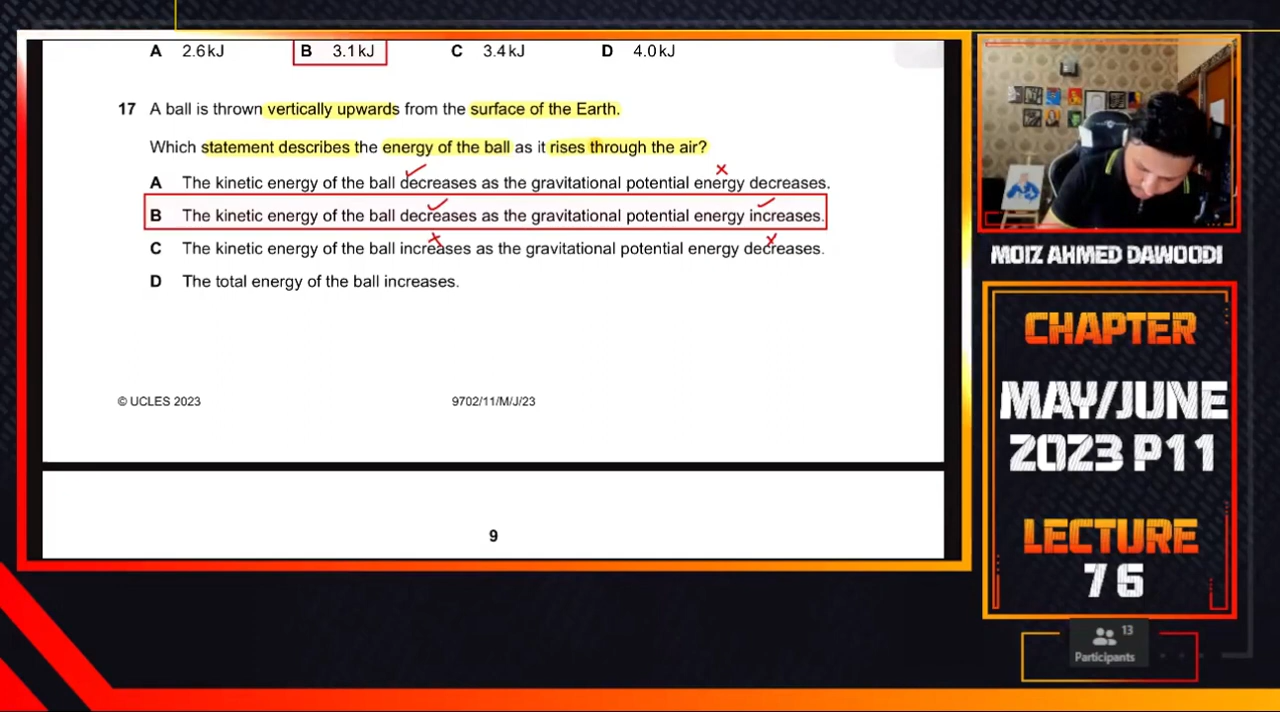 A 2.6 kJ B 3.1 kJ C 3.4 kJ D 4.0 kJ
17 A ball is thrown vertically upwards from the surface of the Earth.
Which statement describes the energy of the ball as it rises through the air?
A The kinetic energy of the ball decreases as the gravitational potential energy decreases.
B The kinetic energy of the ball decreases as the gravitational potential energy increases.
C The kinetic energy of the ball increases as the gravitational potential energy decreases.
D The total energy of the ball increases.
© UCLES 2023 9702/11/M/J/23
9
MOIZ AHMED DAWOODI
CHAPTER
MAY/JUNE
2023 P11
LECTURE
76
13
Participants